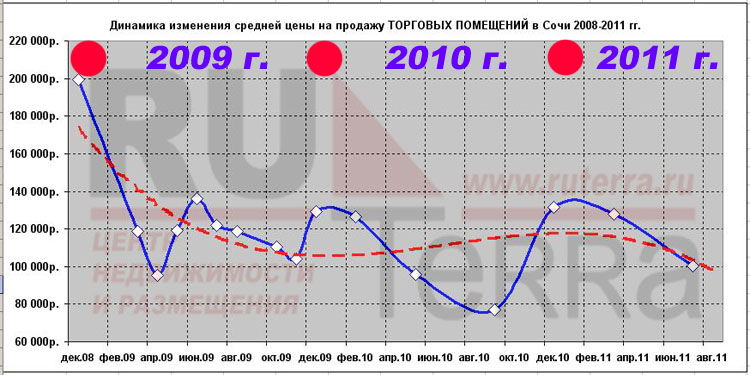 Динамика изменения средней цены на продажу ТОРГОВЫХ ПОМЕЩЕНИЙ в Сочи 2008-2011 гг.
220 000р.
200 000р.
180 000р.
160 000р.
140 000р.
120 000р.
100 000р.
80 000р.
60 000р.
2009 г. 2010 г. 2011 г.
RU
www.ruterra.ru
TeRRa
ЦЕНТР
НЕДВИЖИМОСТИ
И РАЗМЕЩЕНИЯ
дек.08 фев.09 апр.09 июн.09 авг.09 окт.09 дек.09 фев.10 апр.10 июн.10 авг.10 окт.10 дек.10 фев.11 апр.11 июн.11 авг.11